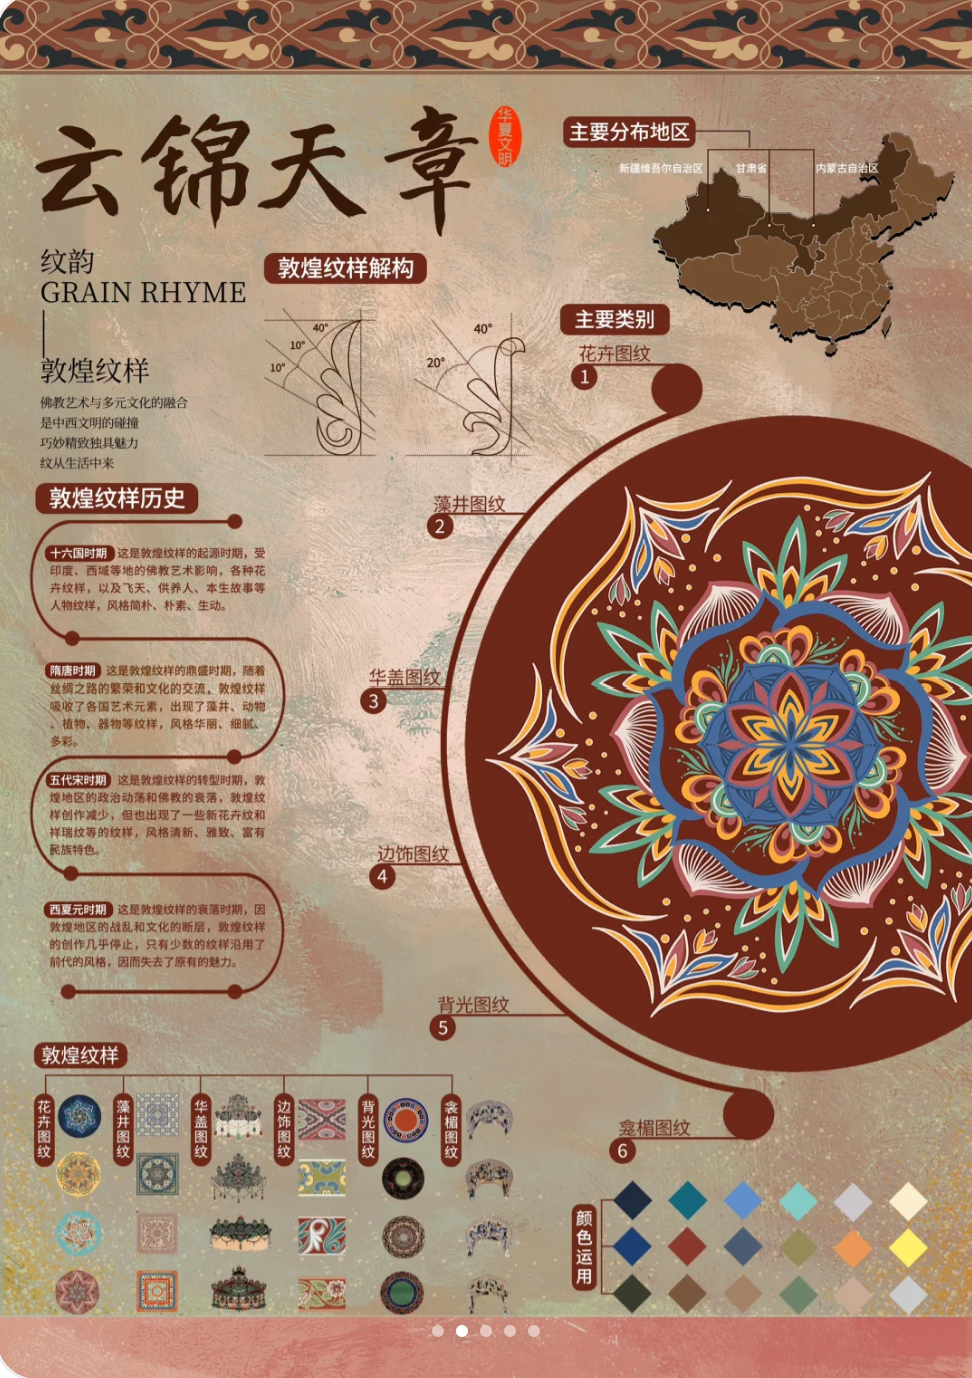 云锦天章
华夏文明
纹韵
GRAIN RHYME
敦煌纹样
佛教艺术与多元文化的融合
是中西文明的碰撞
巧妙精致独具魅力
纹从生活中来
主要分布地区
新疆维吾尔自治区
甘肃省
内蒙古自治区
敦煌纹样解构
40°
10°
10°
40°
20°
主要类别
花卉图纹
1
藻井图纹
2
华盖图纹
3
边饰图纹
4
背光图纹
5
龛楣图纹
6
敦煌纹样历史
十六国时期 这是敦煌纹样的起源时期，受
印度、西域等地的佛教艺术影响，各种花
卉纹样，以及飞天、供养人、本生故事等
人物纹样，风格简朴、朴素、生动。
隋唐时期 这是敦煌纹样的鼎盛时期，随着
丝绸之路的繁荣和文化的交流，敦煌纹样
吸收了各国艺术元素，出现了藻井、动物
、植物、器物等纹样，风格华丽、细腻、
多彩。
五代宋时期 这是敦煌纹样的转型时期，敦
煌地区的政治动荡和佛教的衰落，敦煌纹
样创作减少，但也出现了一些新花卉纹和
祥瑞纹等的纹样，风格清新、雅致、富有
民族特色。
西夏元时期 这是敦煌纹样的衰落时期，因
敦煌地区的战乱和文化的断层，敦煌纹样
的创作几乎停止，只有少数的纹样沿用了
前代的风格，因而失去了原有的魅力。
敦煌纹样
花卉图纹
藻井图纹
华盖图纹
边饰图纹
背光图纹
衾楣图纹
颜色运用